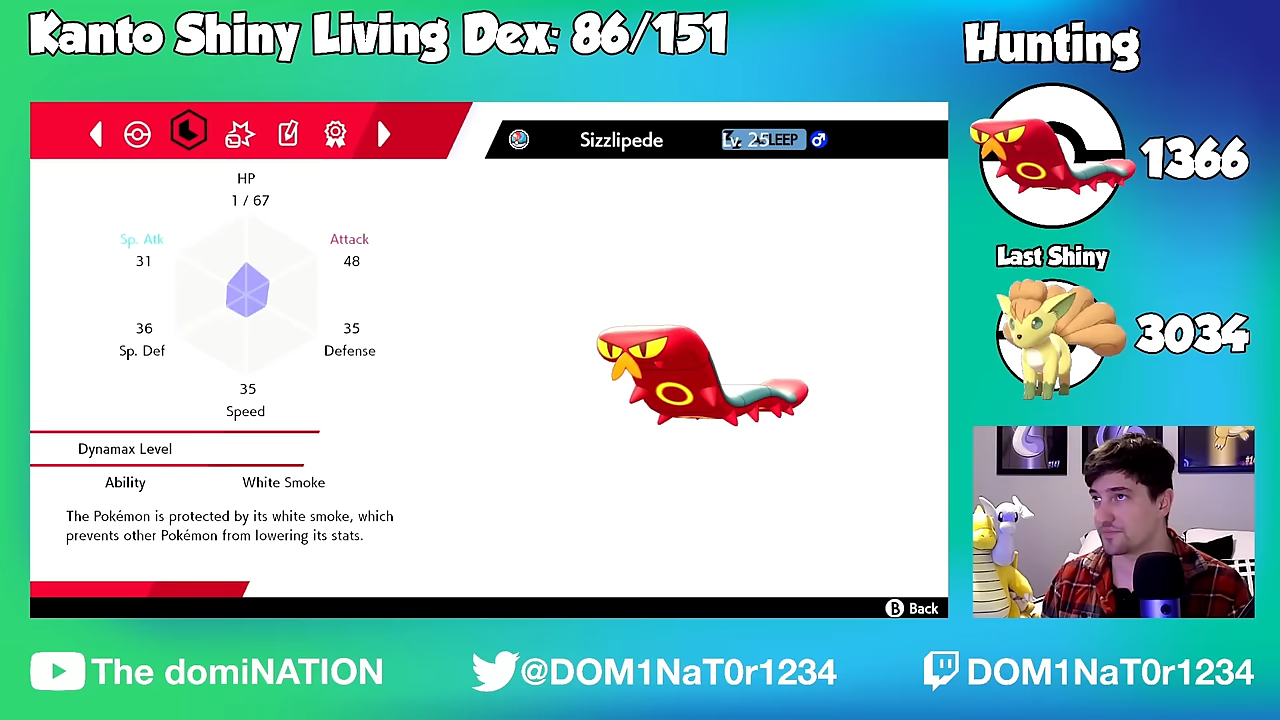 Kanto Shiny Living Dex: 86/151
Hunting
Sizzlipede
Lv. 25
1366
HP
1 / 67
Sp. Atk
Attack
31
48
Last Shiny
36
35
Sp. Def
Defense
3034
35
Speed
Dynamax Level
Ability
White Smoke
The Pokémon is protected by its white smoke, which
prevents other Pokémon from lowering its stats.
B Back
The domiNATION
@DOM1NaT0r1234
DOM1NaT0r1234